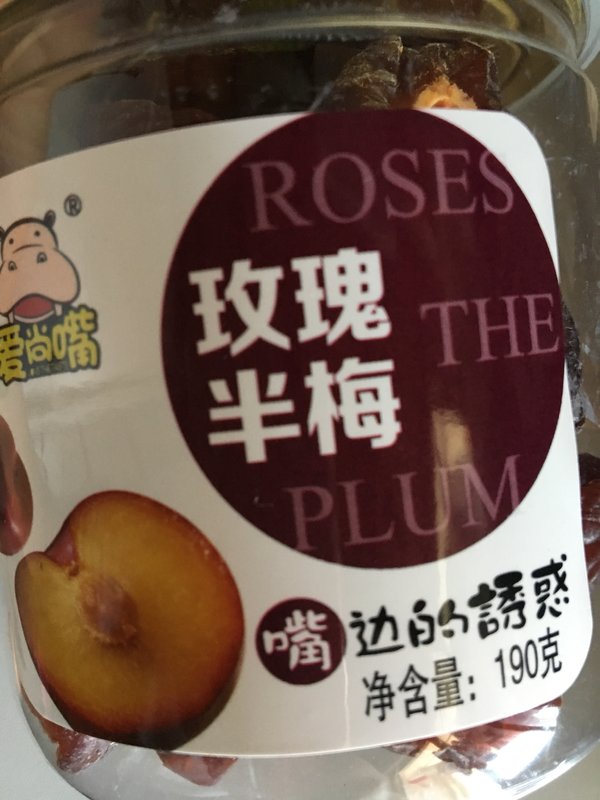 ROSES
®
玫瑰
THE
爱尚嘴
半梅
PLUM
嘴边的誘惑
净含量：190克